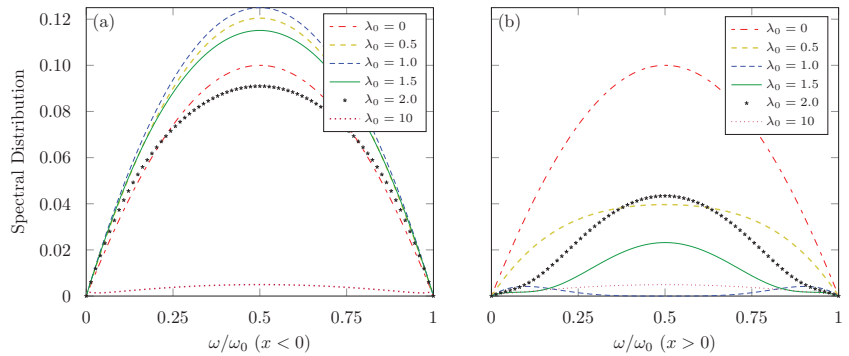 (a)
λ₀ = 0
λ₀ = 0.5
λ₀ = 1.0
λ₀ = 1.5
λ₀ = 2.0
λ₀ = 10
0.12
0.10
0.08
0.06
0.04
0.02
0
Spectral Distribution
0 0.25 0.5 0.75 1
ω/ω₀ (x < 0)
(b)
λ₀ = 0
λ₀ = 0.5
λ₀ = 1.0
λ₀ = 1.5
λ₀ = 2.0
λ₀ = 10
0 0.25 0.5 0.75 1
ω/ω₀ (x > 0)